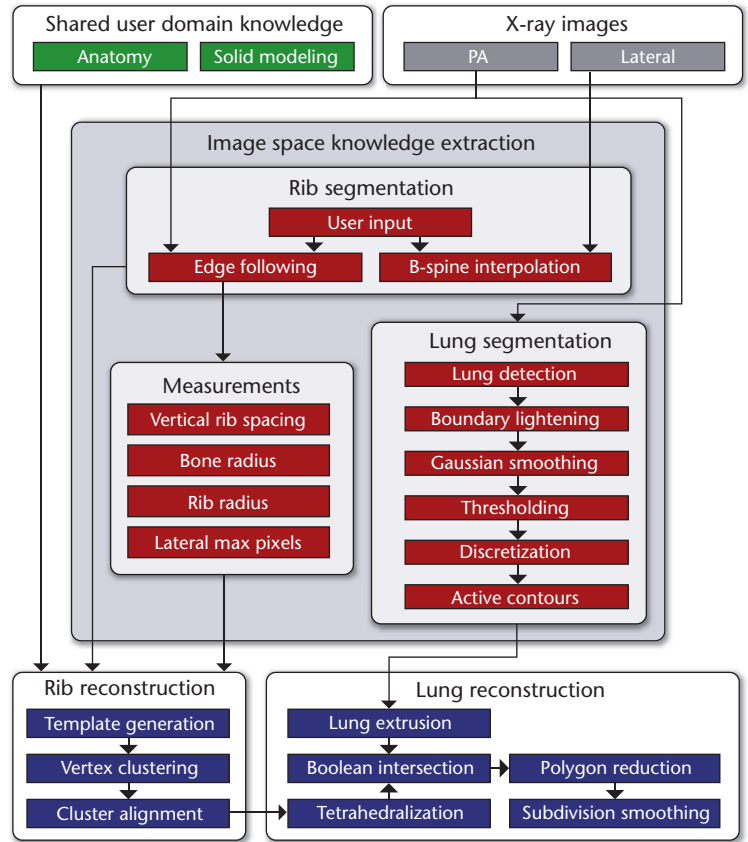 Shared user domain knowledge
Anatomy
Solid modeling
X-ray images
PA
Lateral
Image space knowledge extraction
Rib segmentation
User input
Edge following
B-spine interpolation
Measurements
Vertical rib spacing
Bone radius
Rib radius
Lateral max pixels
Lung segmentation
Lung detection
Boundary lightening
Gaussian smoothing
Thresholding
Discretization
Active contours
Rib reconstruction
Template generation
Vertex clustering
Cluster alignment
Lung reconstruction
Lung extrusion
Boolean intersection
Tetrahedralization
Polygon reduction
Subdivision smoothing